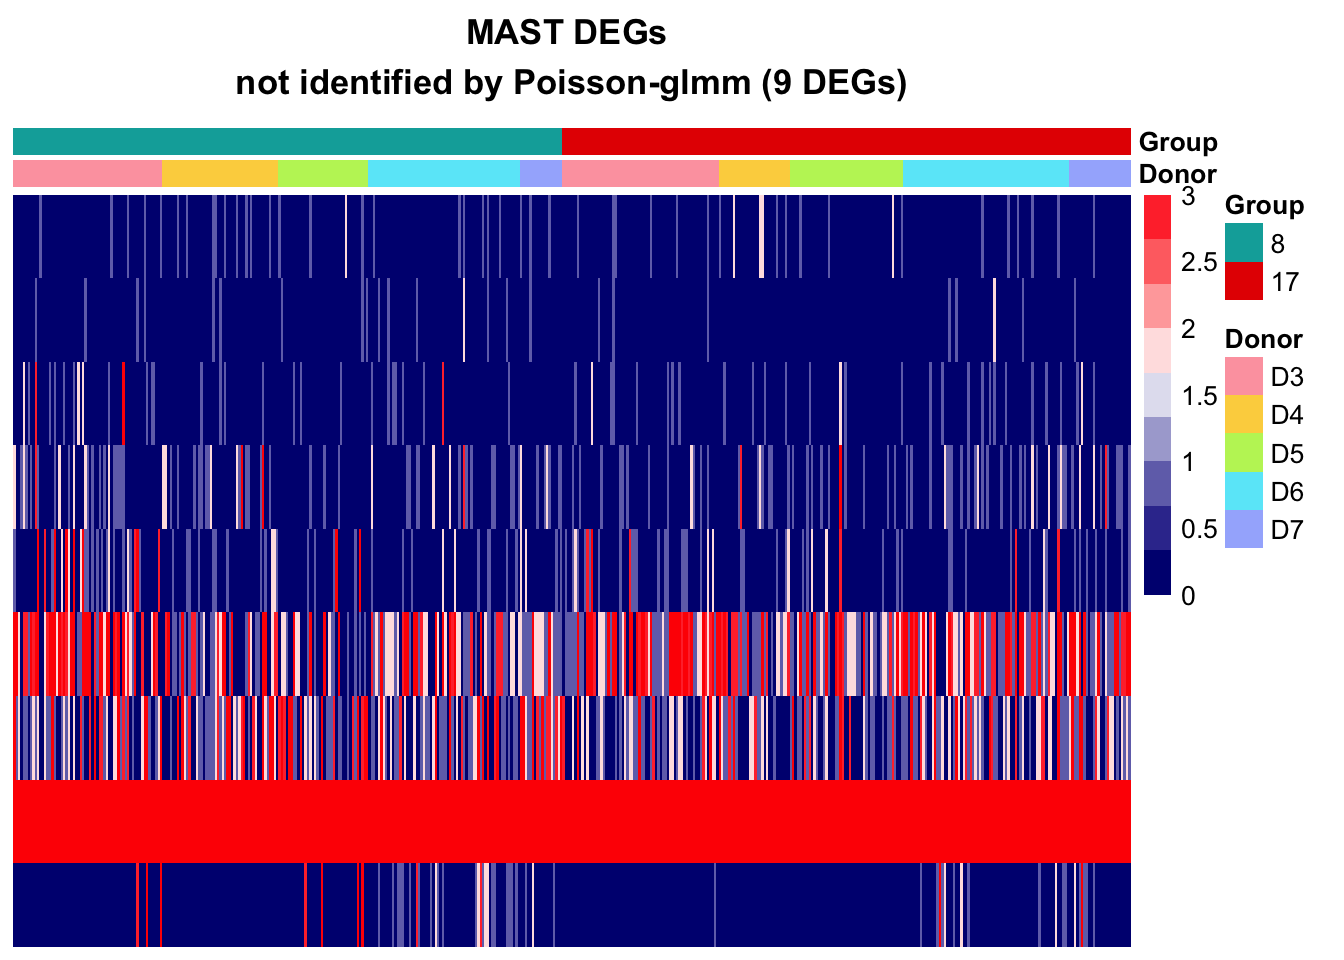 MAST DEGs
not identified by Poisson-glmm (9 DEGs)
Group
Donor
3
2.5
2
1.5
1
0.5
0
Group
8
17
Donor
D3
D4
D5
D6
D7